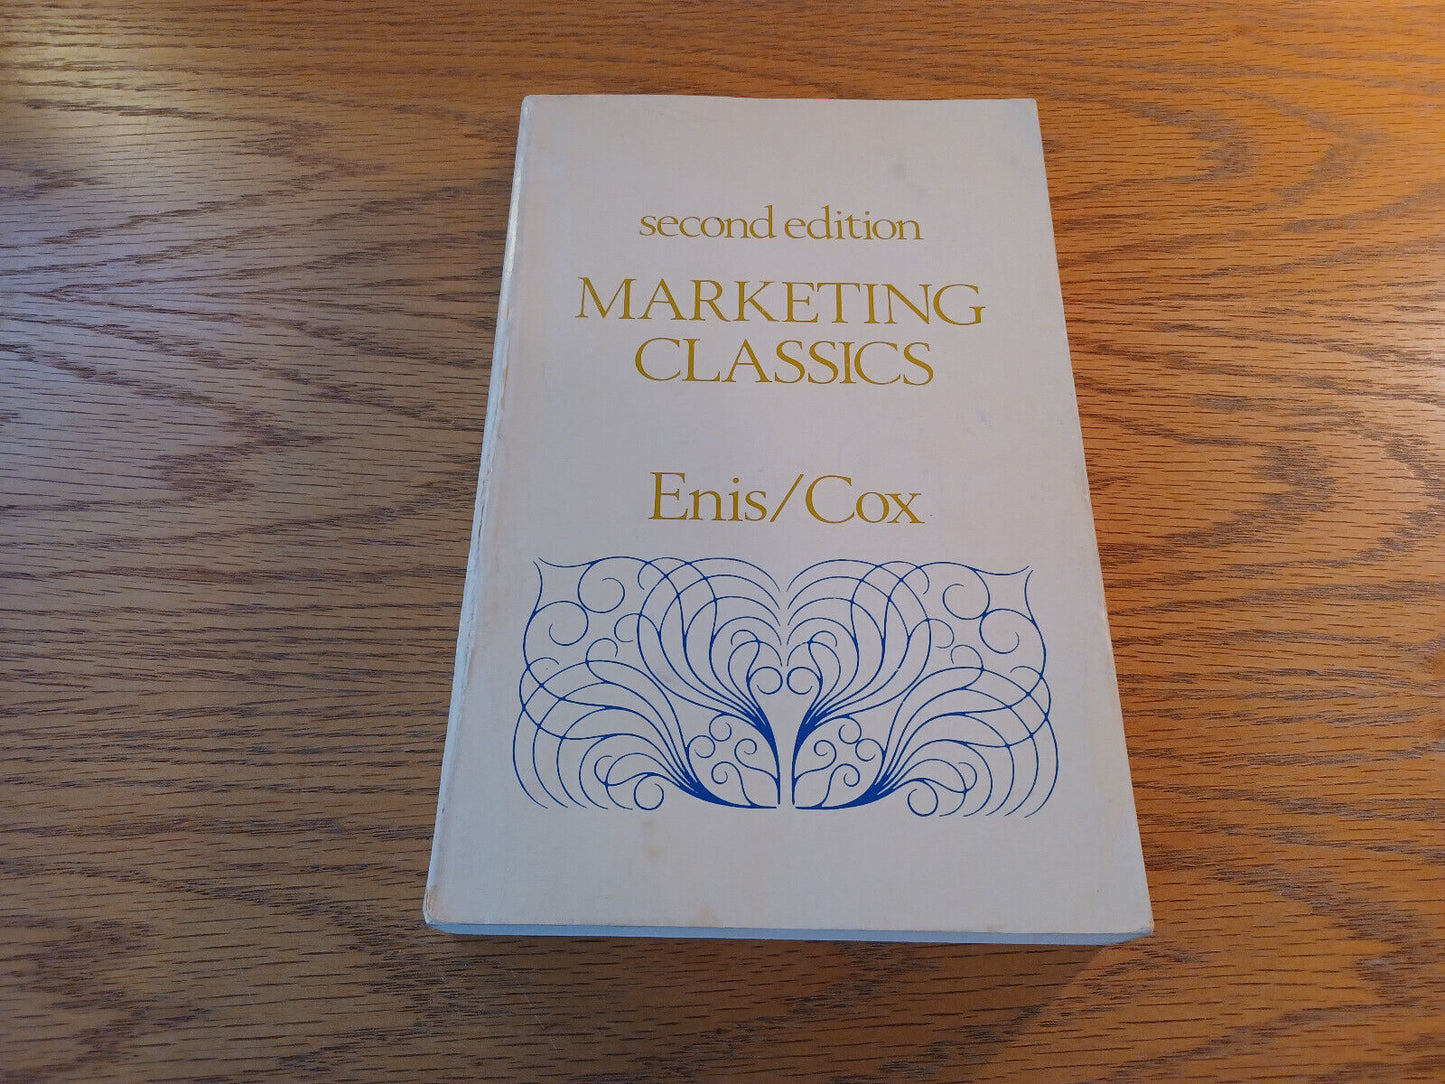 second edition
MARKETING
CLASSICS
Enis/Cox